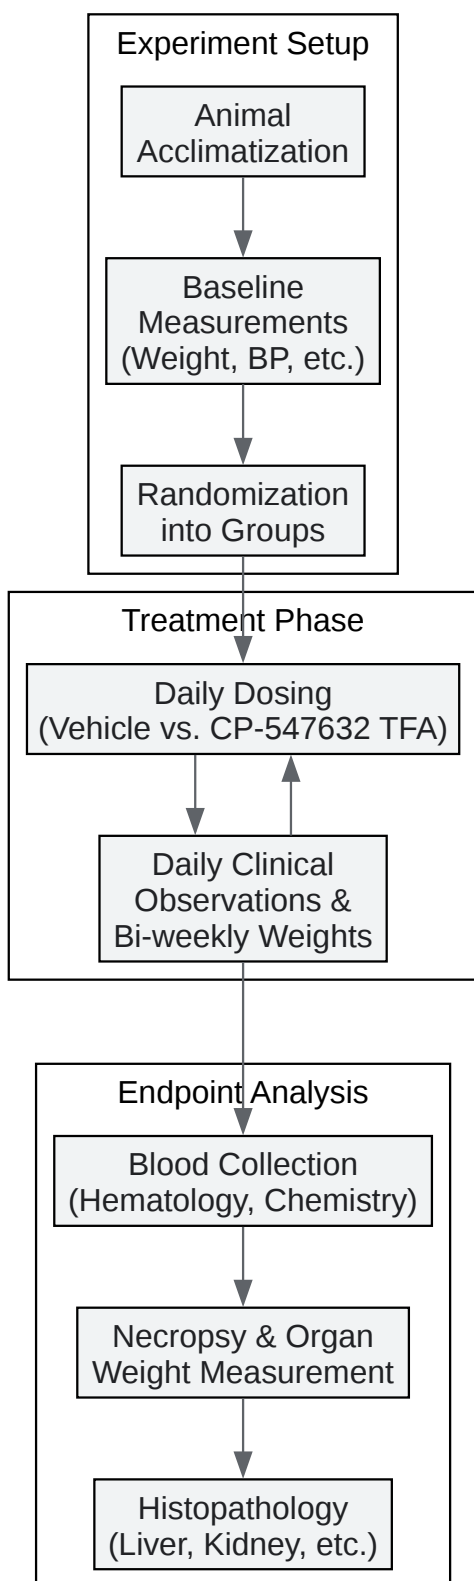 Experiment Setup
Animal
Acclimatization
Baseline
Measurements
(Weight, BP, etc.)
Randomization
into Groups
Treatment Phase
Daily Dosing
(Vehicle vs. CP-547632 TFA)
Daily Clinical
Observations &
Bi-weekly Weights
Endpoint Analysis
Blood Collection
(Hematology, Chemistry)
Necropsy & Organ
Weight Measurement
Histopathology
(Liver, Kidney, etc.)